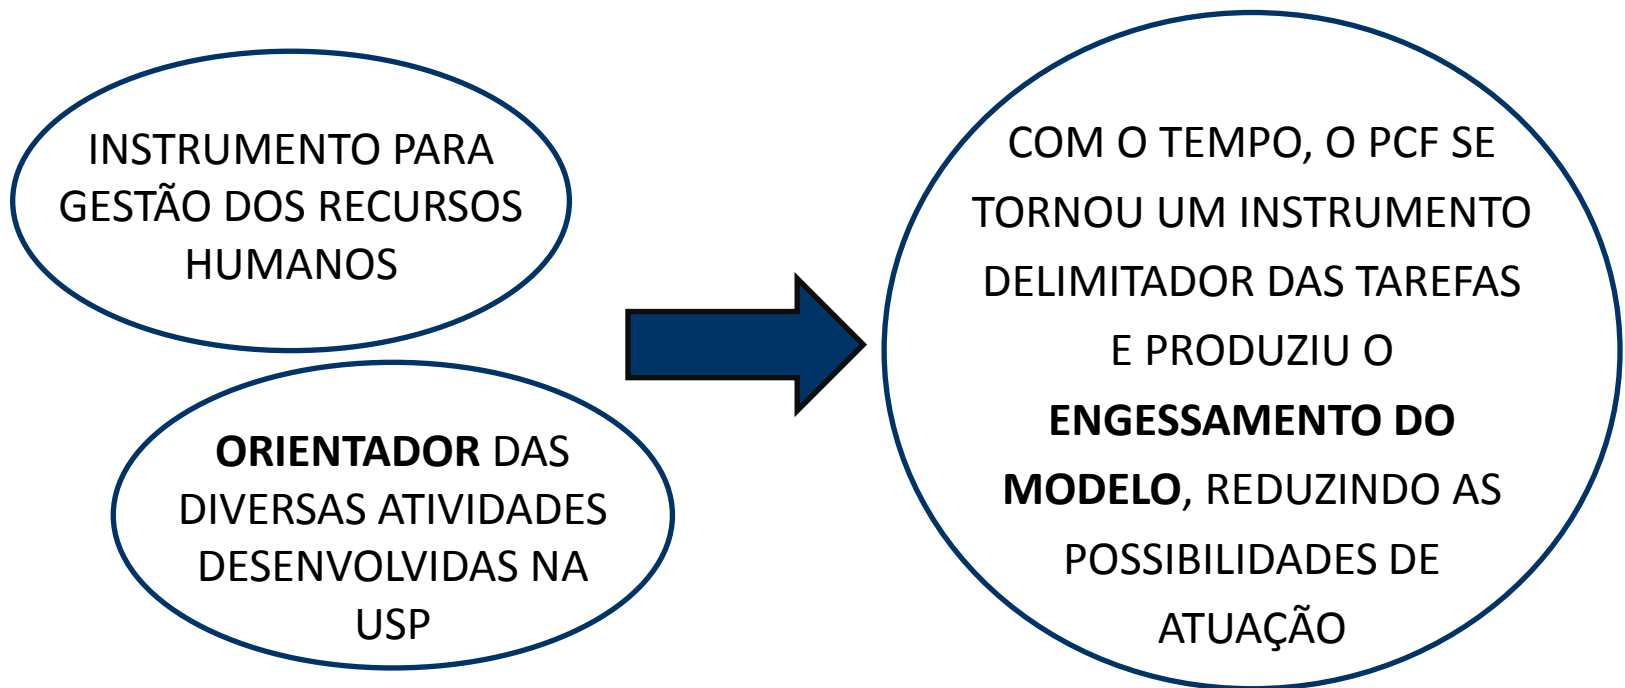 INSTRUMENTO PARA
GESTÃO DOS RECURSOS
HUMANOS
ORIENTADOR DAS
DIVERSAS ATIVIDADES
DESENVOLVIDAS NA
USP
COM O TEMPO, O PCF SE
TORNOU UM INSTRUMENTO
DELIMITADOR DAS TAREFAS
E PRODUZIU O
ENGESSAMENTO DO
MODELO, REDUZINDO AS
POSSIBILIDADES DE
ATUAÇÃO